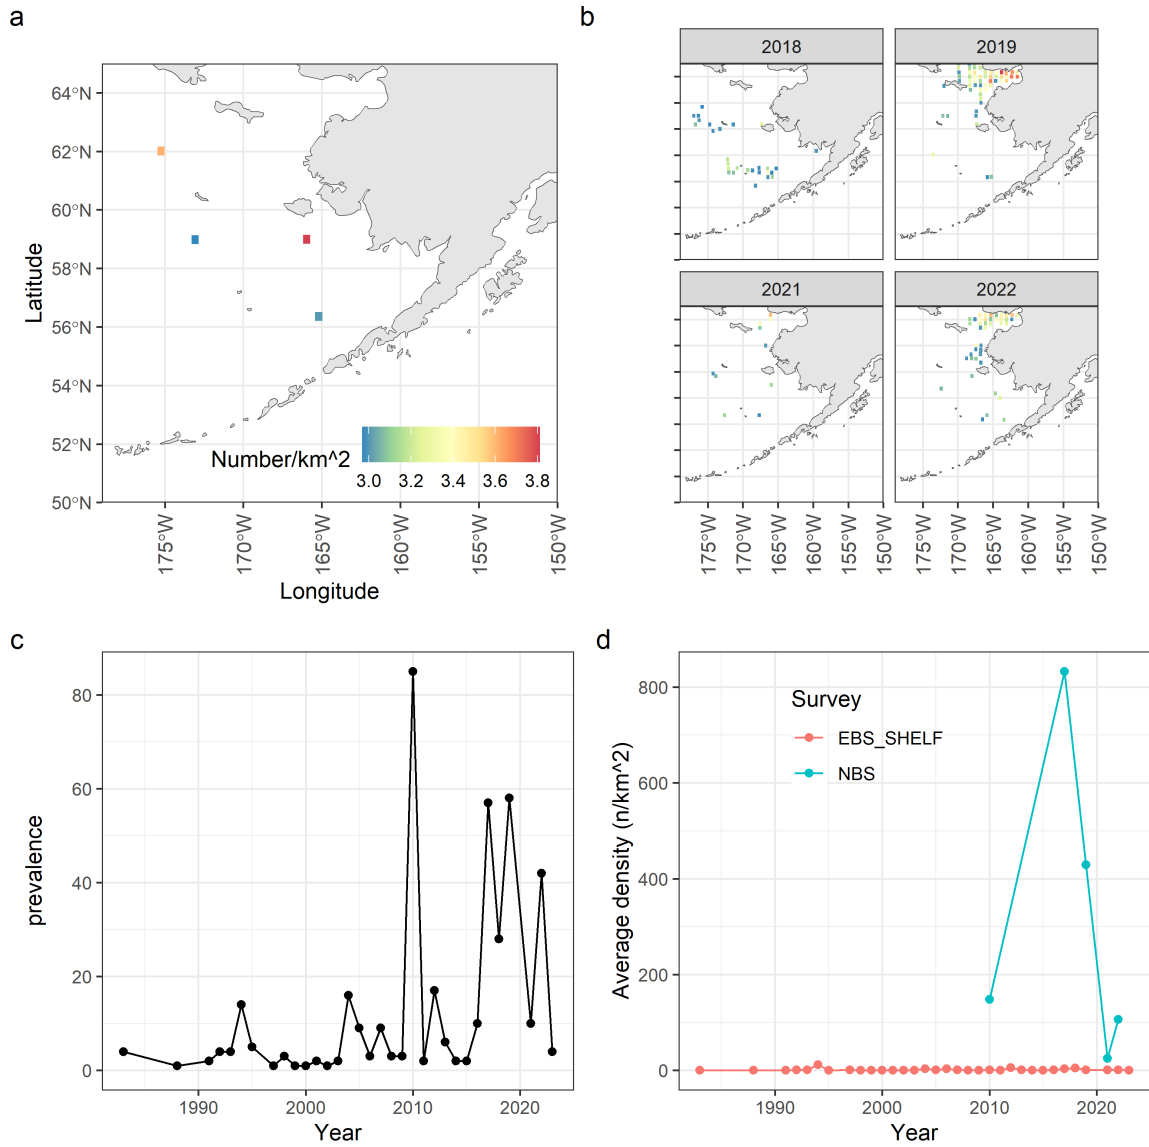 a
64°N
62°N
60°N
58°N
56°N
54°N
52°N
50°N
Latitude
Number/km^2
3.0 3.2 3.4 3.6 3.8
175°W 170°W 165°W 160°W 155°W 150°W
Longitude
b
2018 2019
2021 2022
175°W 170°W 165°W 160°W 155°W 150°W 175°W 170°W 165°W 160°W 155°W 150°W
c
80
60
40
20
0
prevalence
1990 2000 2010 2020
Year
d
800
600
400
200
0
Average density (n/km^2)
Survey
EBS_SHELF
NBS
1990 2000 2010 2020
Year